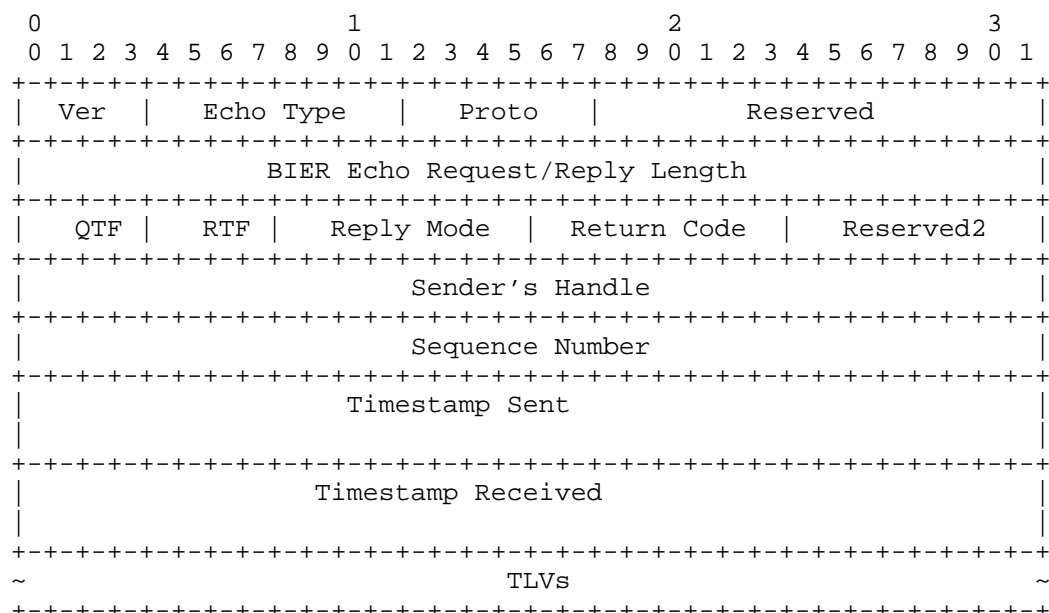 0                   1                   2                   3
 0 1 2 3 4 5 6 7 8 9 0 1 2 3 4 5 6 7 8 9 0 1 2 3 4 5 6 7 8 9 0 1
+-+-+-+-+-+-+-+-+-+-+-+-+-+-+-+-+-+-+-+-+-+-+-+-+-+-+-+-+-+-+-+-+
|  Ver  |   Echo Type   |   Proto   |         Reserved          |
+-+-+-+-+-+-+-+-+-+-+-+-+-+-+-+-+-+-+-+-+-+-+-+-+-+-+-+-+-+-+-+-+
|               BIER Echo Request/Reply Length                  |
+-+-+-+-+-+-+-+-+-+-+-+-+-+-+-+-+-+-+-+-+-+-+-+-+-+-+-+-+-+-+-+-+
|   QTF |   RTF |   Reply Mode  |  Return Code  |   Reserved2   |
+-+-+-+-+-+-+-+-+-+-+-+-+-+-+-+-+-+-+-+-+-+-+-+-+-+-+-+-+-+-+-+-+
|                        Sender’s Handle                        |
+-+-+-+-+-+-+-+-+-+-+-+-+-+-+-+-+-+-+-+-+-+-+-+-+-+-+-+-+-+-+-+-+
|                        Sequence Number                        |
+-+-+-+-+-+-+-+-+-+-+-+-+-+-+-+-+-+-+-+-+-+-+-+-+-+-+-+-+-+-+-+-+
|                    Timestamp Sent                             |
|                                                               |
+-+-+-+-+-+-+-+-+-+-+-+-+-+-+-+-+-+-+-+-+-+-+-+-+-+-+-+-+-+-+-+-+
|                  Timestamp Received                           |
|                                                               |
+-+-+-+-+-+-+-+-+-+-+-+-+-+-+-+-+-+-+-+-+-+-+-+-+-+-+-+-+-+-+-+-+
~                              TLVs                             ~
+-+-+-+-+-+-+-+-+-+-+-+-+-+-+-+-+-+-+-+-+-+-+-+-+-+-+-+-+-+-+-+-+